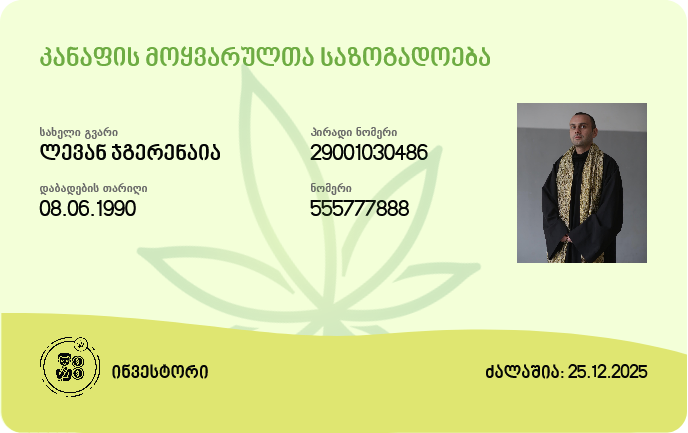 კანაფის მოყვარულთა საზოგადოება
სახელი გვარი
ლევან ჯგერენაია
პირადი ნომერი
29001030486
დაბადების თარიღი
08.06.1990
ნომერი
555777888
ინვესტორი
ძალაშია: 25.12.2025